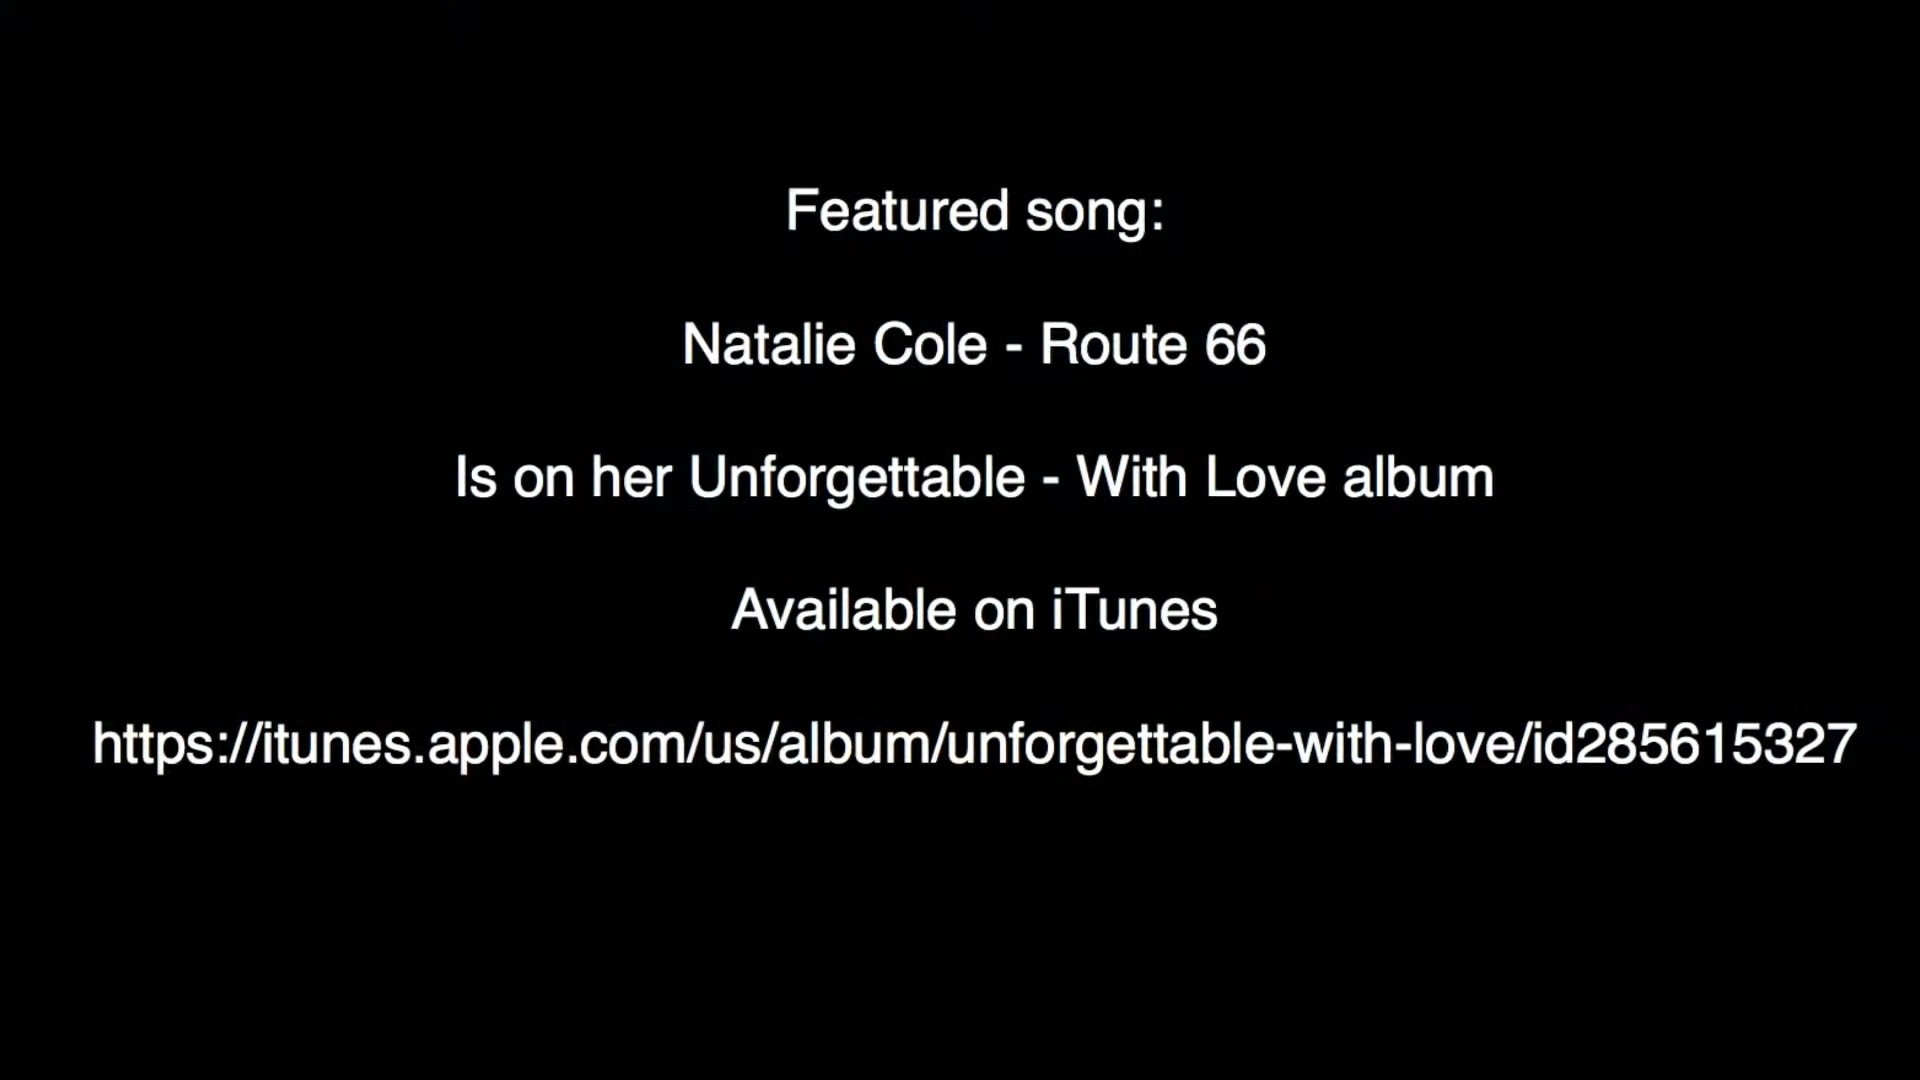 Featured song:
Natalie Cole - Route 66
Is on her Unforgettable - With Love album
Available on iTunes
https://itunes.apple.com/us/album/unforgettable-with-love/id285615327